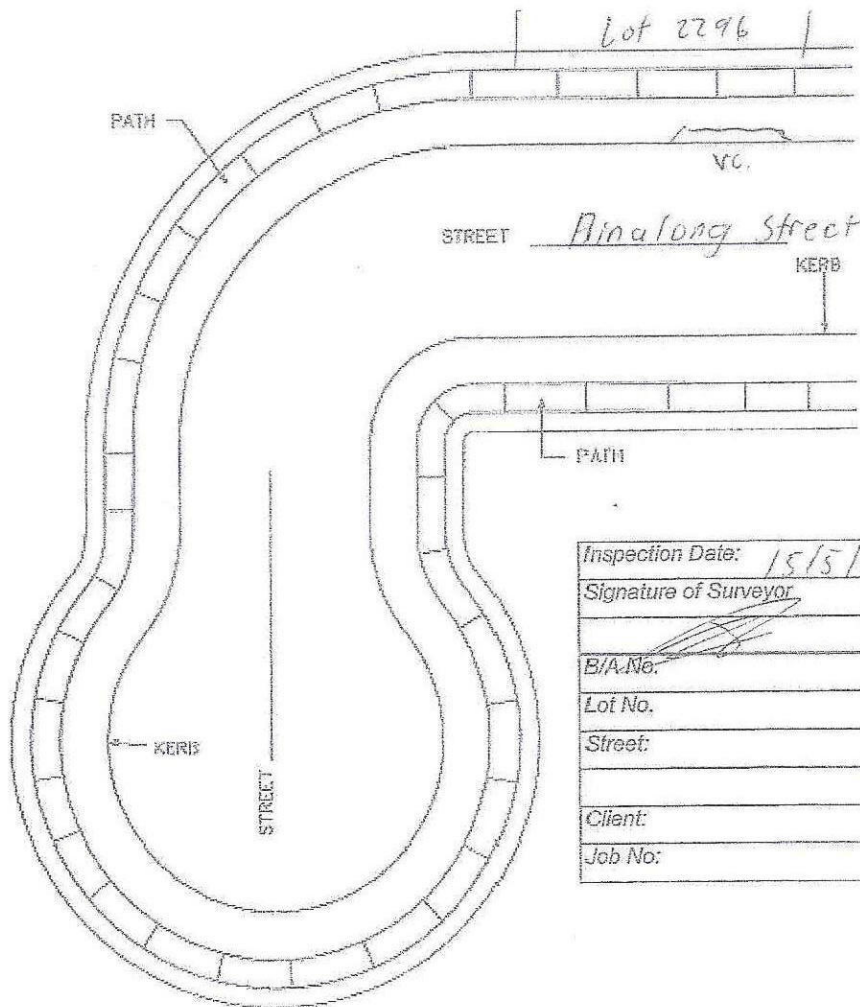 Lot 2296
PATH
VC.
STREET Ainalong Street
KERB
PATH
Inspection Date: 15/5/
Signature of Surveyor
B/A No.
Lot No.
Street:
Client:
Job No:
KERB
STREET